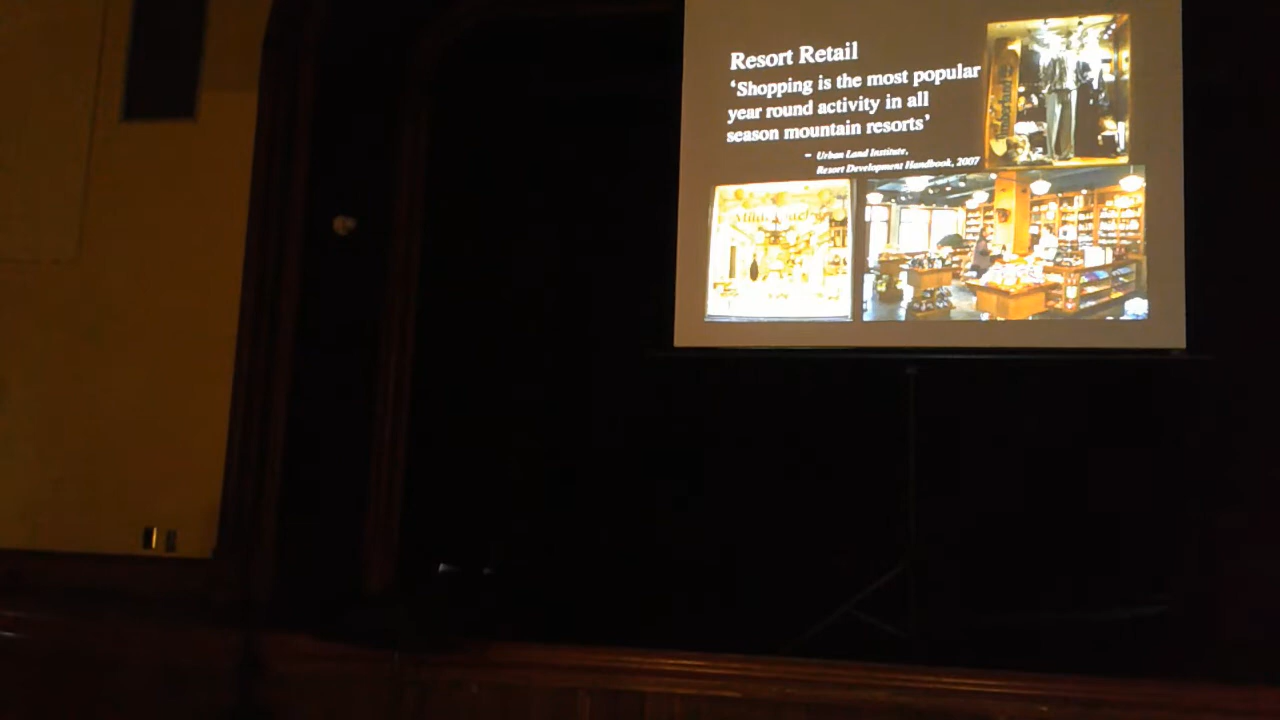 Resort Retail
‘Shopping is the most popular
year round activity in all
season mountain resorts’
- Urban Land Institute,
Resort Development Handbook, 2007